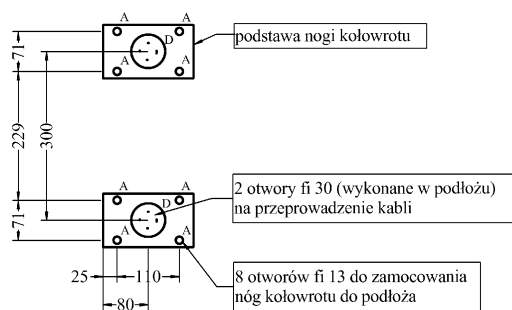 A A
D
podstawa nogi kołowrotu
A A
71
229
300
71
A A
D
2 otwory fi 30 (wykonane w podłożu)
na przeprowadzenie kabli
A A
25 110
80
8 otworów fi 13 do zamocowania
nóg kołowrotu do podłoża